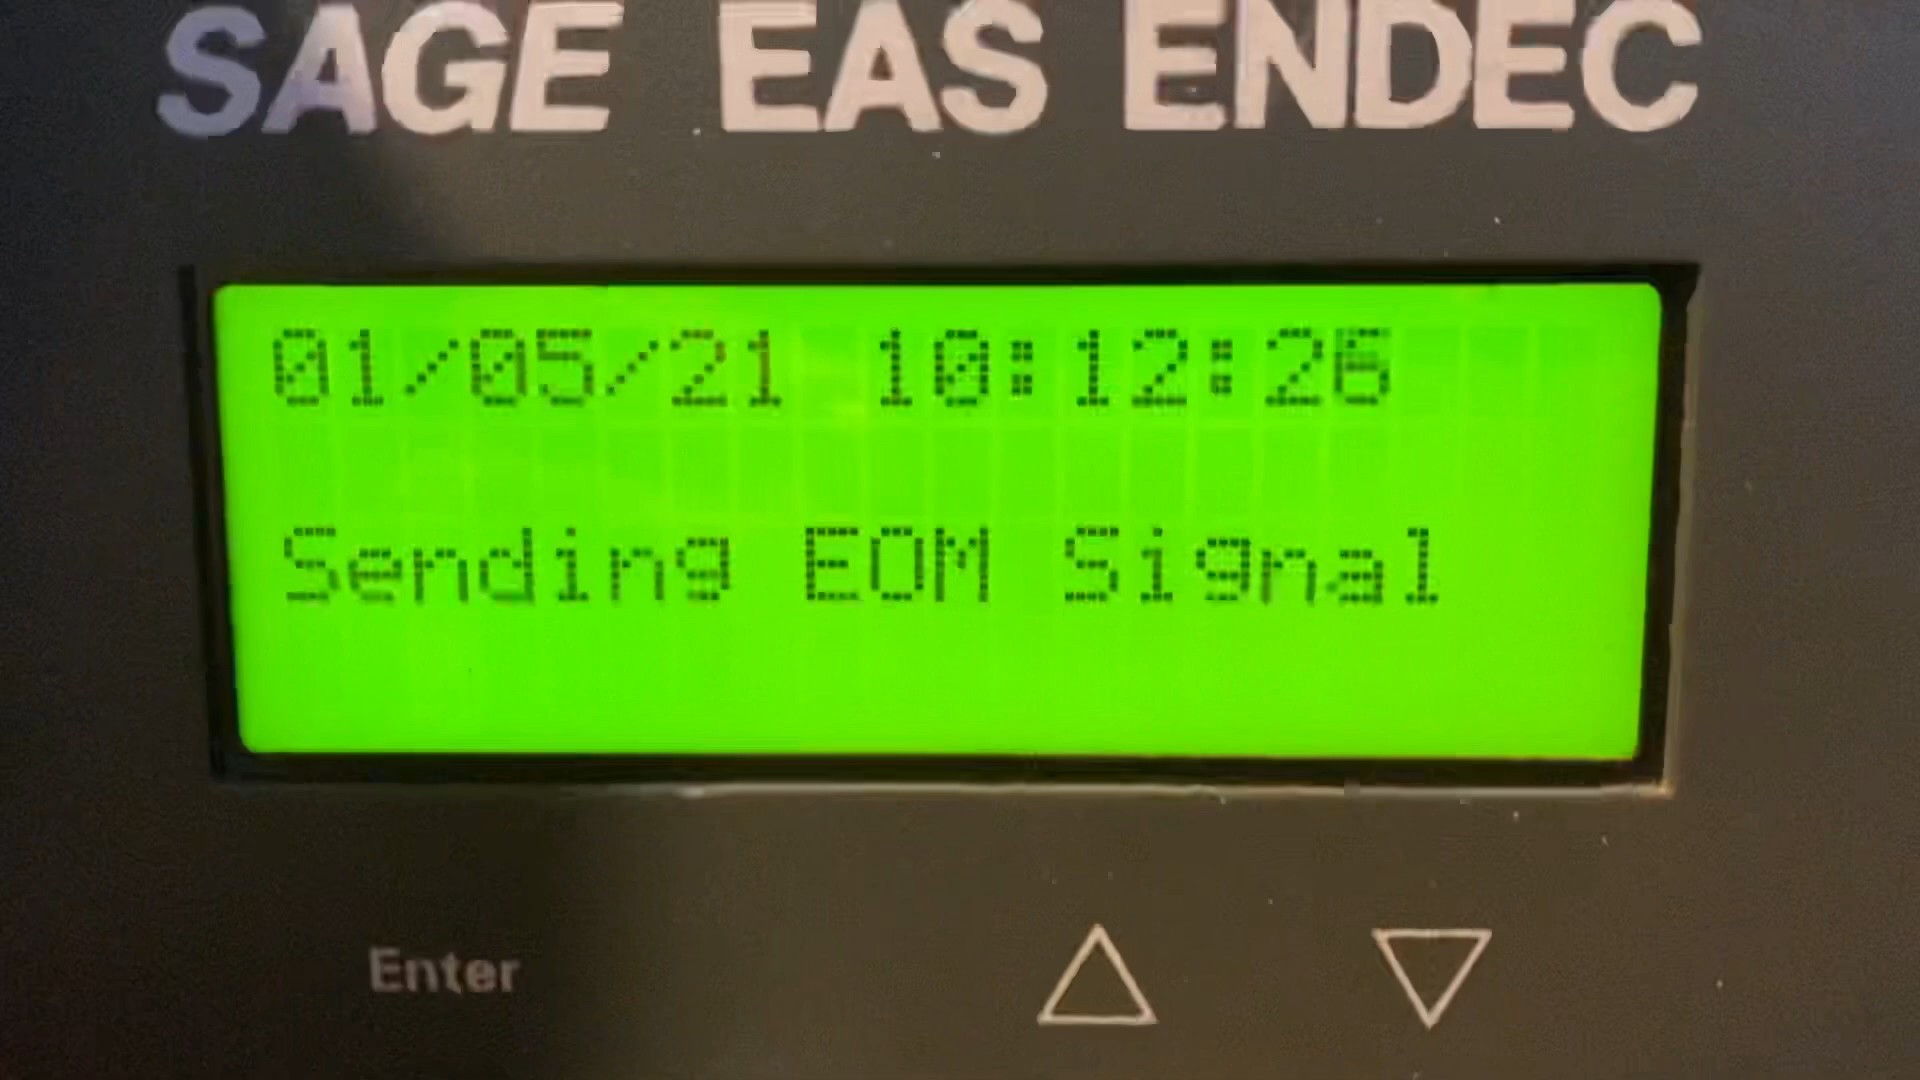 SAGE EAS ENDEC
01/05/21 10:12:26
Sending EOM Signal
Enter